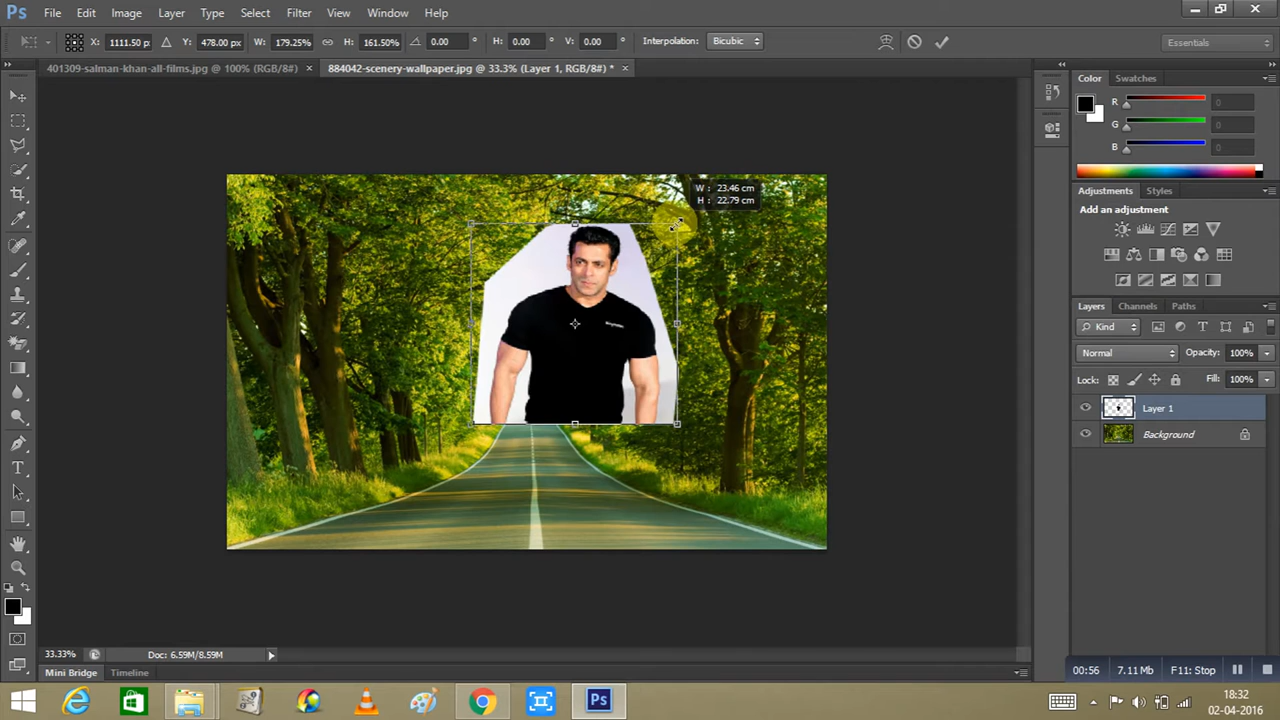 Ps File Edit Image Layer Type Select Filter View Window Help
X: 1111.50 px Y: 478.00 px W: 179.25% H: 161.50% 0.00 ° H: 0.00 ° V: 0.00 ° Interpolation: Bicubic Essentials
401309-salman-khan-all-films.jpg @ 100% (RGB/8#) × 884042-scenery-wallpaper.jpg @ 33.3% (Layer 1, RGB/8#) * ×
Color Swatches
R 0
G 0
B 0
W : 23.46 cm
H : 22.79 cm
Adjustments Styles
Add an adjustment
Layers Channels Paths
Kind
Normal Opacity: 100%
Lock: Fill: 100%
Layer 1
Background
33.33% Doc: 6.59M/8.59M
Mini Bridge Timeline
00:56 7.11 Mb F11: Stop
Ps
18:32
02-04-2016